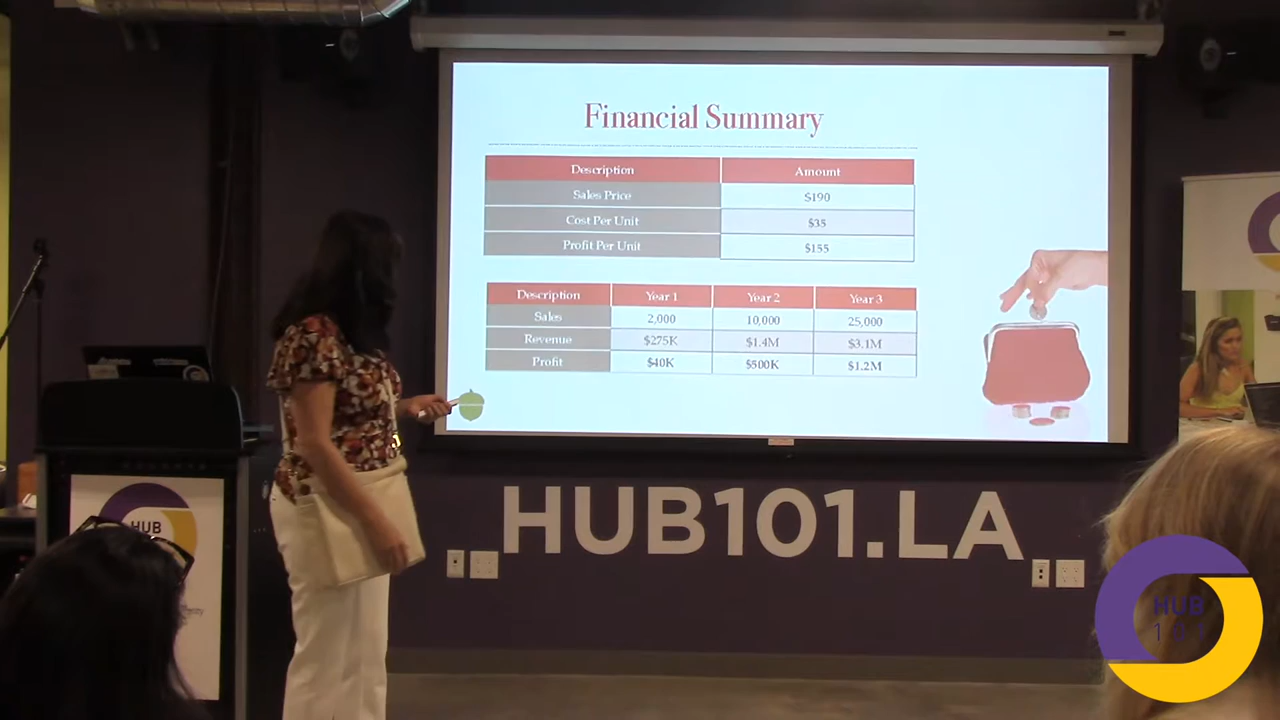 Financial Summary
Description Amount
Sales Price $190
Cost Per Unit $35
Profit Per Unit $155
Description Year 1 Year 2 Year 3
Sales 2,000 10,000 25,000
Revenue $275K $1.4M $3.1M
Profit $40K $500K $1.2M
HUB101.LA
HUB
HUB
101